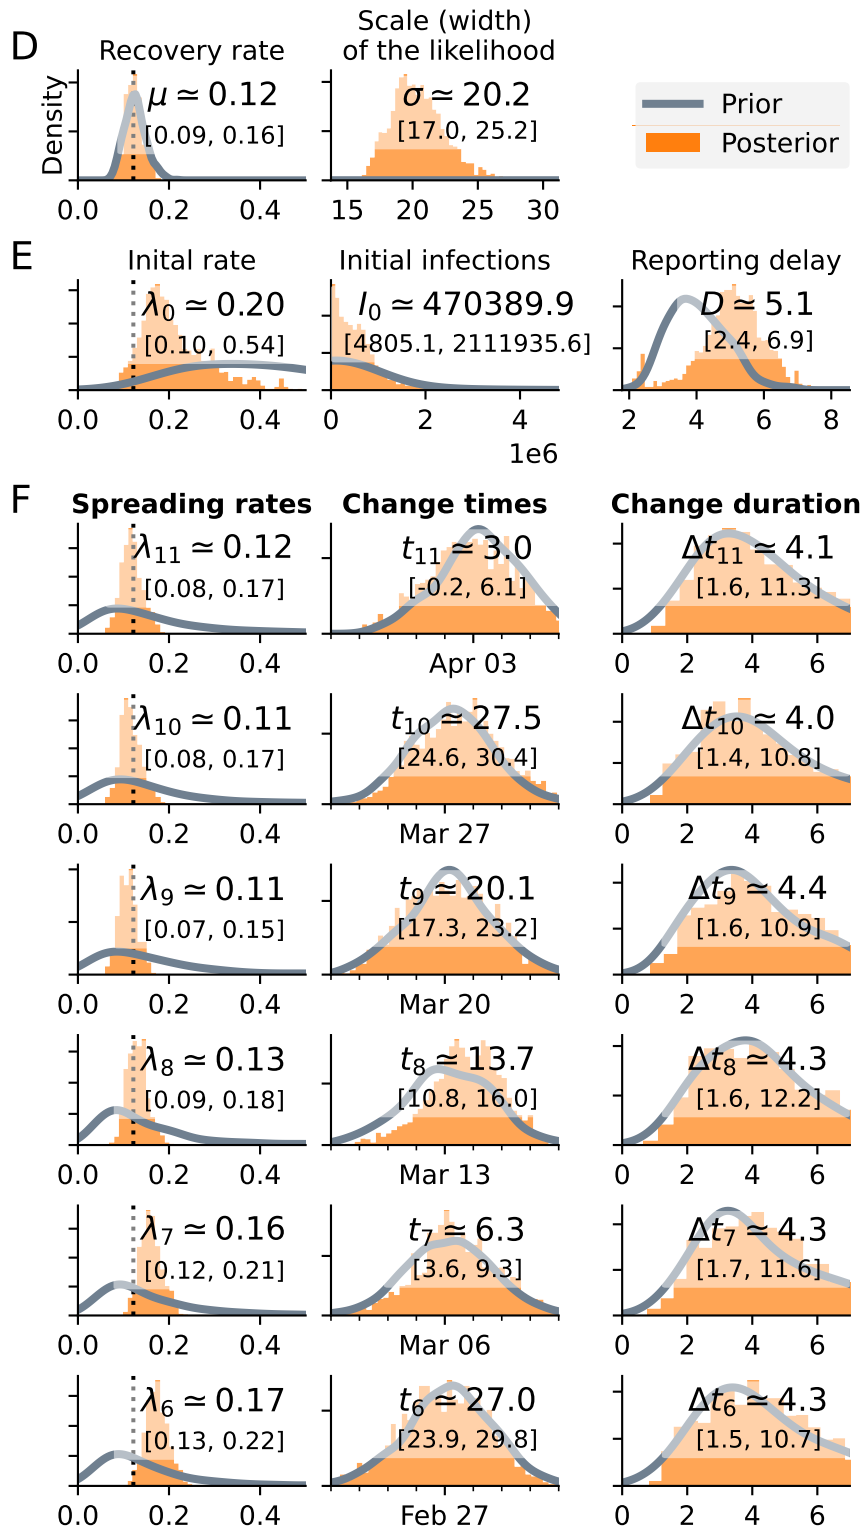 D
Recovery rate
Scale (width)
of the likelihood
Density
μ ≃ 0.12
[0.09, 0.16]
σ ≃ 20.2
[17.0, 25.2]
Prior
Posterior
0.0 0.2 0.4
15 20 25 30
E
Inital rate
Initial infections
Reporting delay
λ0 ≃ 0.20
[0.10, 0.54]
I0 ≃ 470389.9
[4805.1, 2111935.6]
D ≃ 5.1
[2.4, 6.9]
0.0 0.2 0.4
0 2 4
1e6
2 4 6 8
F
Spreading rates
Change times
Change duration
λ11 ≃ 0.12
[0.08, 0.17]
t11 ≃ 3.0
[-0.2, 6.1]
Δt11 ≃ 4.1
[1.6, 11.3]
0.0 0.2 0.4
Apr 03
0 2 4 6
λ10 ≃ 0.11
[0.08, 0.17]
t10 ≃ 27.5
[24.6, 30.4]
Δt10 ≃ 4.0
[1.4, 10.8]
0.0 0.2 0.4
Mar 27
0 2 4 6
λ9 ≃ 0.11
[0.07, 0.15]
t9 ≃ 20.1
[17.3, 23.2]
Δt9 ≃ 4.4
[1.6, 10.9]
0.0 0.2 0.4
Mar 20
0 2 4 6
λ8 ≃ 0.13
[0.09, 0.18]
t8 ≃ 13.7
[10.8, 16.0]
Δt8 ≃ 4.3
[1.6, 12.2]
0.0 0.2 0.4
Mar 13
0 2 4 6
λ7 ≃ 0.16
[0.12, 0.21]
t7 ≃ 6.3
[3.6, 9.3]
Δt7 ≃ 4.3
[1.7, 11.6]
0.0 0.2 0.4
Mar 06
0 2 4 6
λ6 ≃ 0.17
[0.13, 0.22]
t6 ≃ 27.0
[23.9, 29.8]
Δt6 ≃ 4.3
[1.5, 10.7]
0.0 0.2 0.4
Feb 27
0 2 4 6